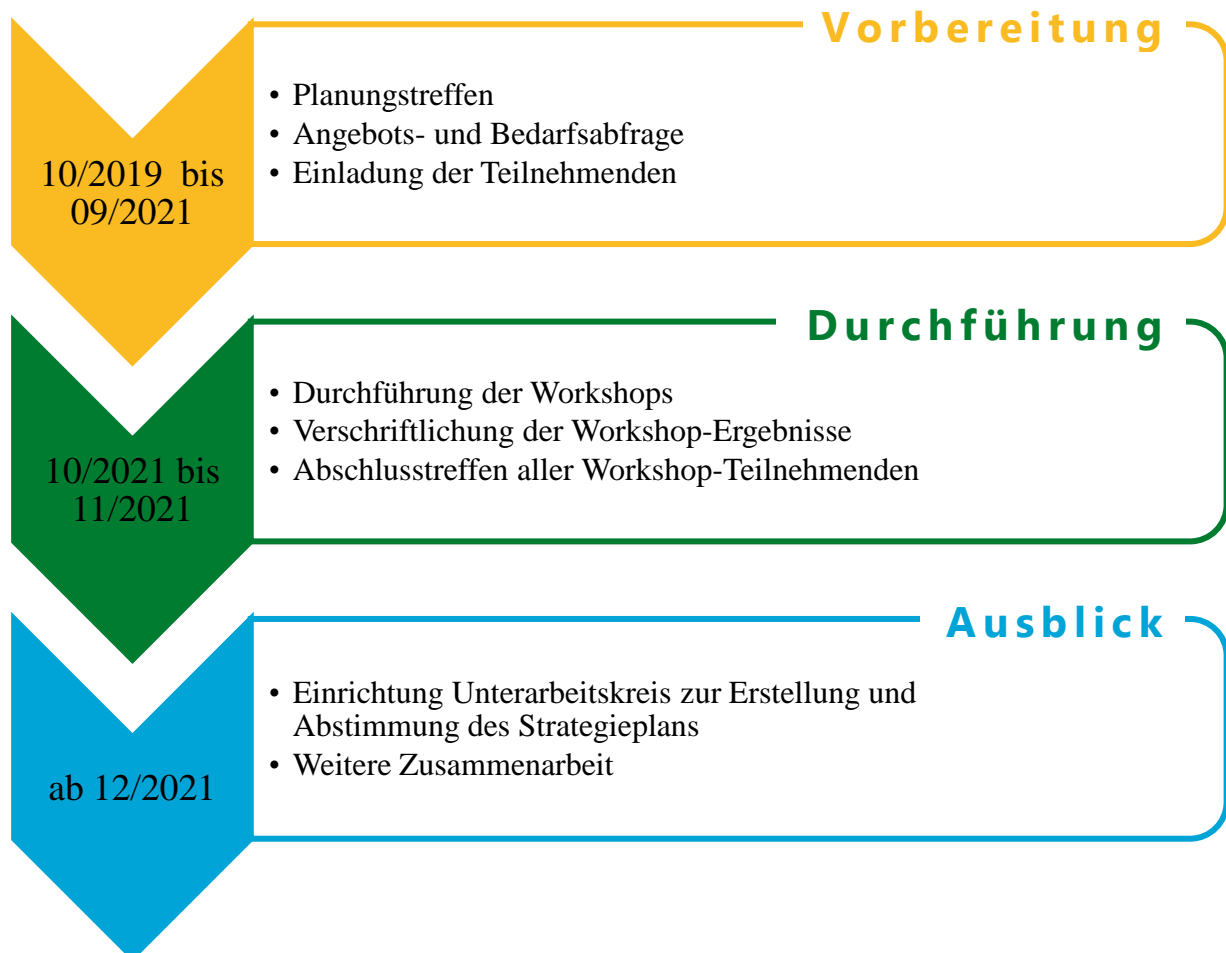 Vorbereitung
10/2019 bis
09/2021
• Planungstreffen
• Angebots- und Bedarfsabfrage
• Einladung der Teilnehmenden
Durchführung
10/2021 bis
11/2021
• Durchführung der Workshops
• Verschriftlichung der Workshop-Ergebnisse
• Abschlusstreffen aller Workshop-Teilnehmenden
Ausblick
ab 12/2021
• Einrichtung Unterarbeitskreis zur Erstellung und
Abstimmung des Strategieplans
• Weitere Zusammenarbeit